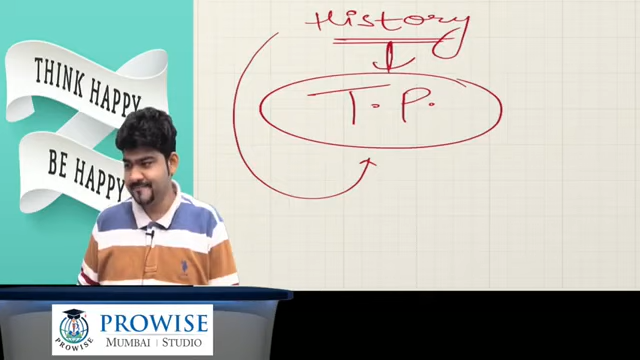 History
T. P.
THINK HAPPY
BE HAPPY
PROWISE
PROWISE
MUMBAI STUDIO